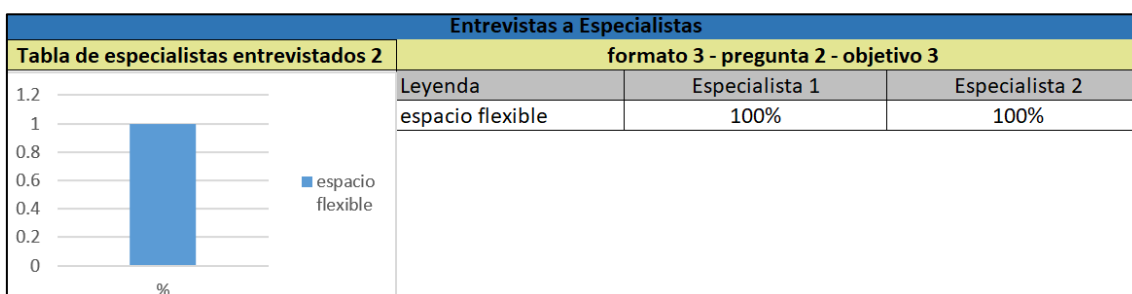 Entrevistas a Especialistas
Tabla de especialistas entrevistados 2
formato 3 - pregunta 2 - objetivo 3
Leyenda Especialista 1 Especialista 2
espacio flexible 100% 100%
1.2
1
0.8
0.6
0.4
0.2
0
%
espacio
flexible